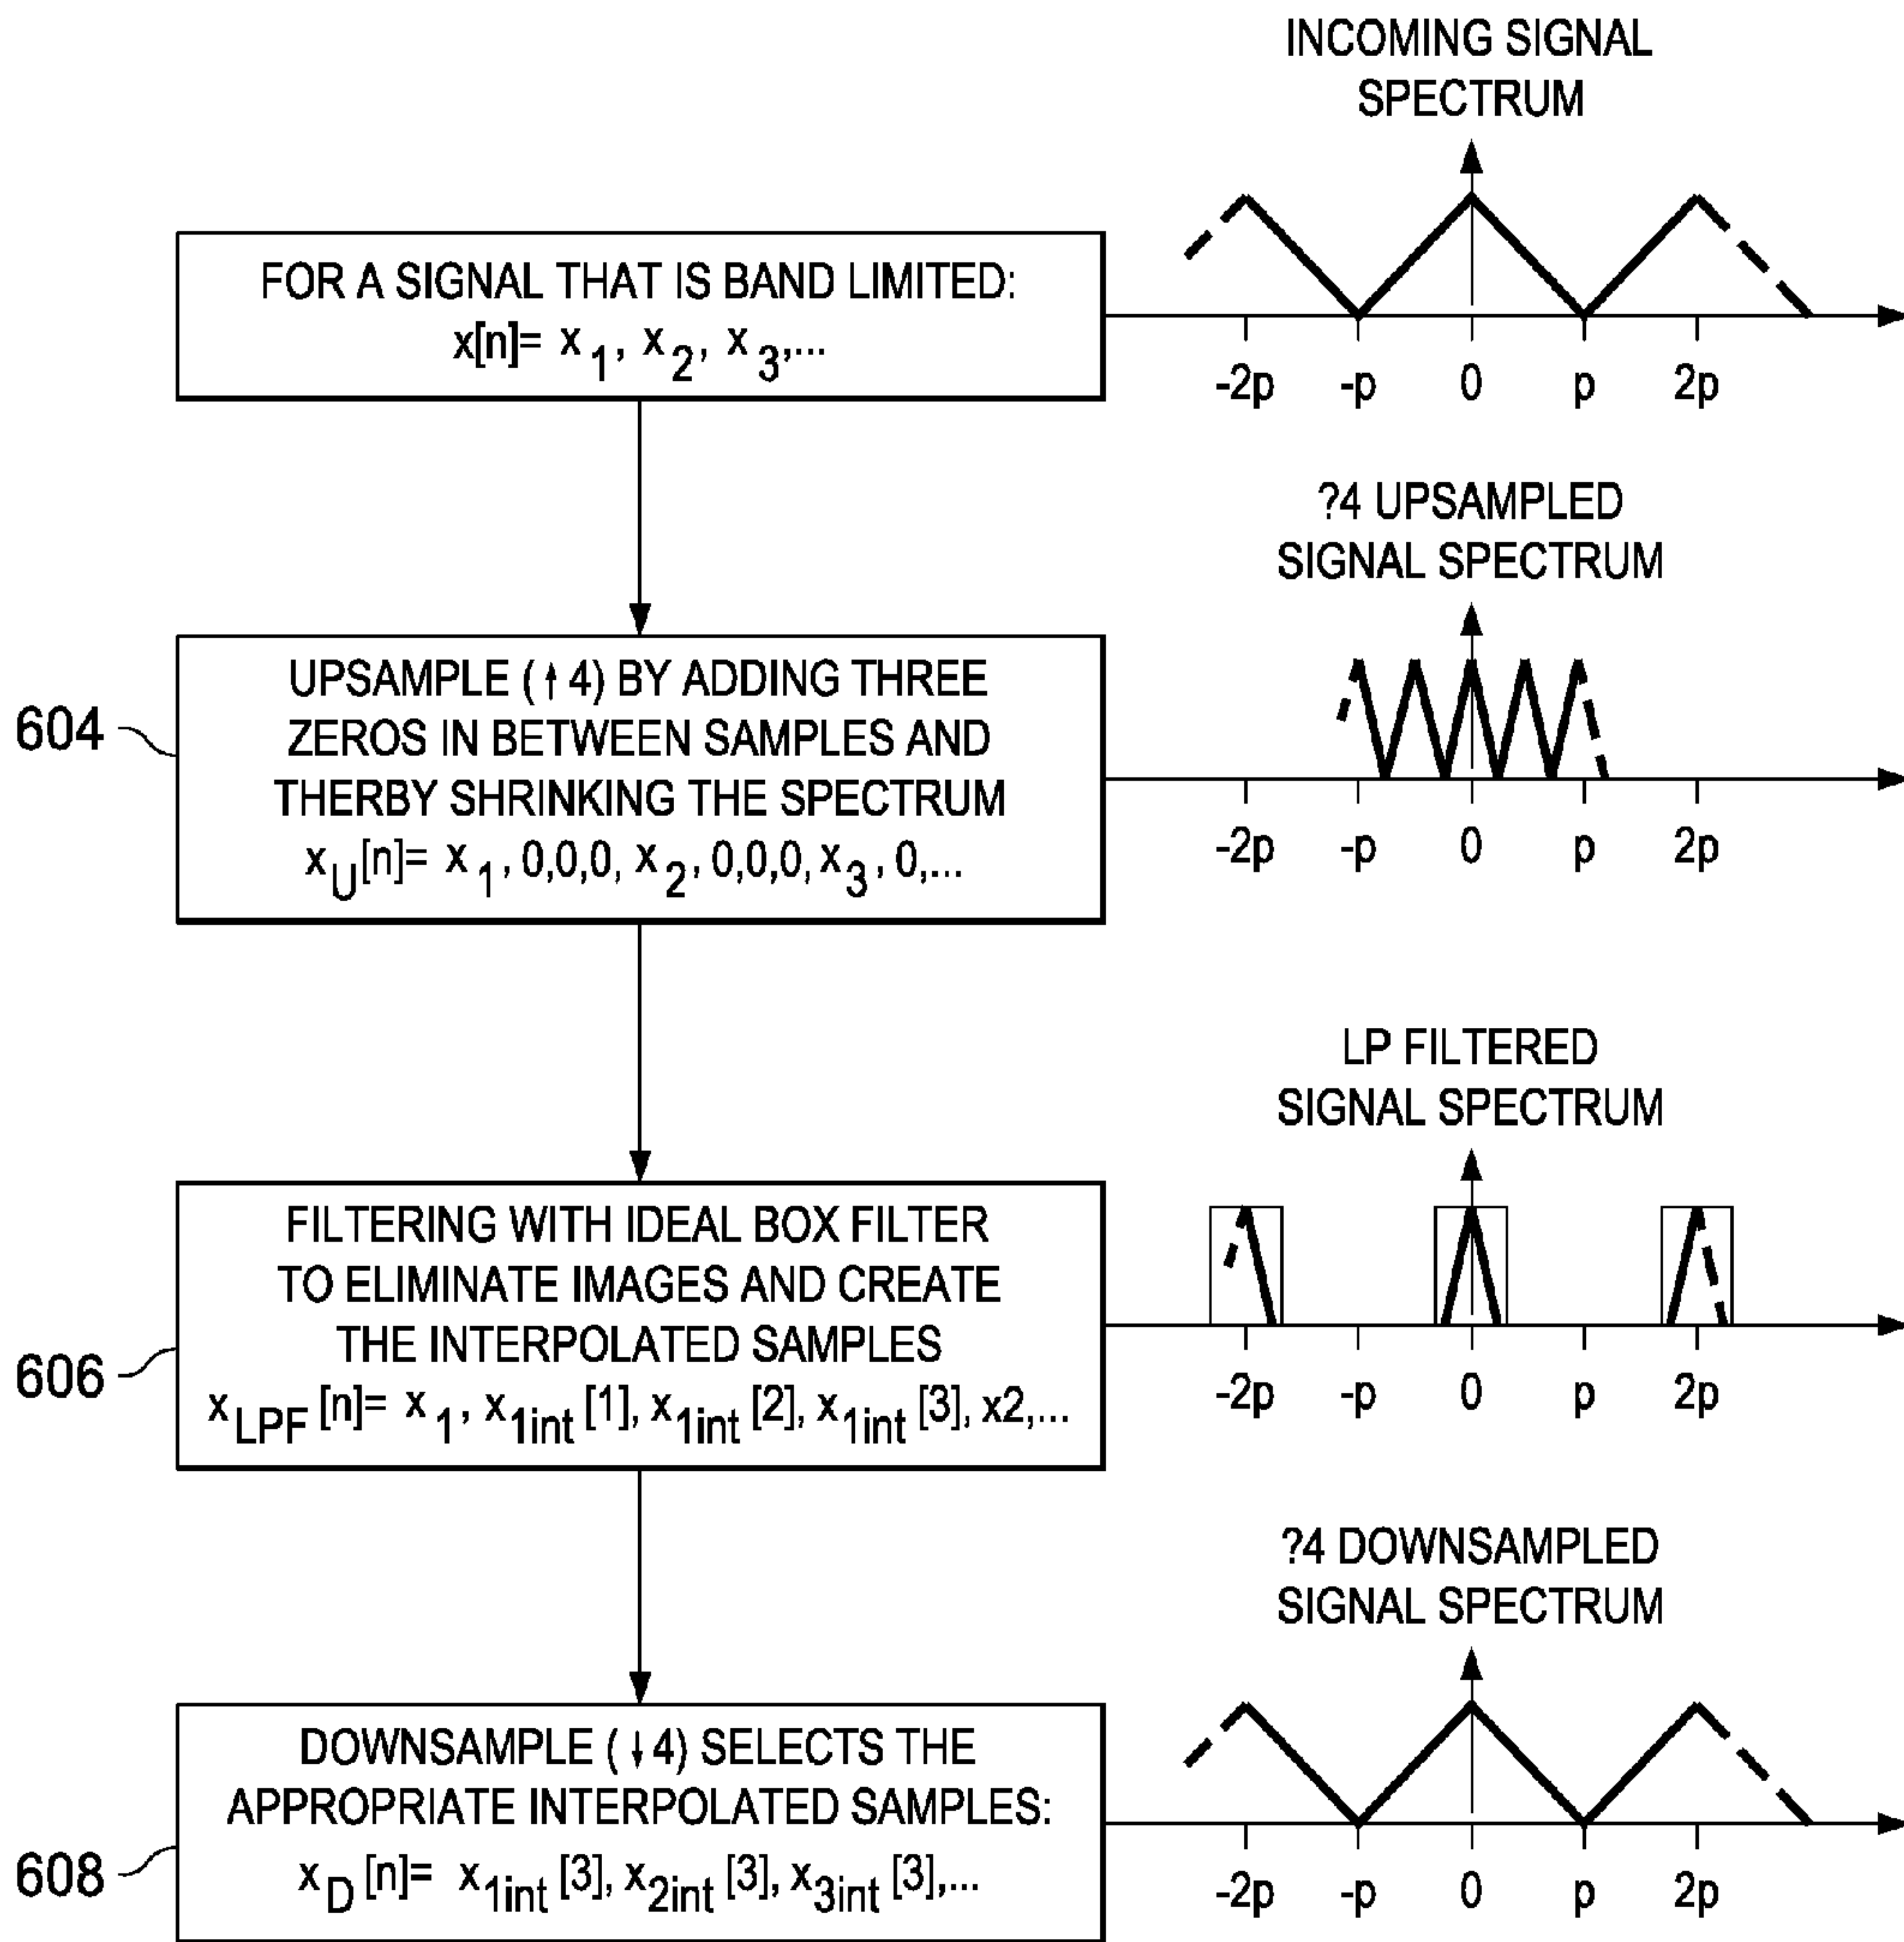 INCOMING SIGNAL
SPECTRUM
FOR A SIGNAL THAT IS BAND LIMITED:
x[n]= x1, x2, x3,...
-2p -p 0 p 2p
?4 UPSAMPLED
SIGNAL SPECTRUM
604
UPSAMPLE (↑4) BY ADDING THREE
ZEROS IN BETWEEN SAMPLES AND
THERBY SHRINKING THE SPECTRUM
xU[n]= x1, 0,0,0, x2, 0,0,0, x3, 0,...
-2p -p 0 p 2p
LP FILTERED
SIGNAL SPECTRUM
606
FILTERING WITH IDEAL BOX FILTER
TO ELIMINATE IMAGES AND CREATE
THE INTERPOLATED SAMPLES
xLPF[n]= x1, x1int[1], x1int[2], x1int[3], x2,...
-2p -p 0 p 2p
?4 DOWNSAMPLED
SIGNAL SPECTRUM
608
DOWNSAMPLE (↓4) SELECTS THE
APPROPRIATE INTERPOLATED SAMPLES:
xD[n]= x1int[3], x2int[3], x3int[3],...
-2p -p 0 p 2p